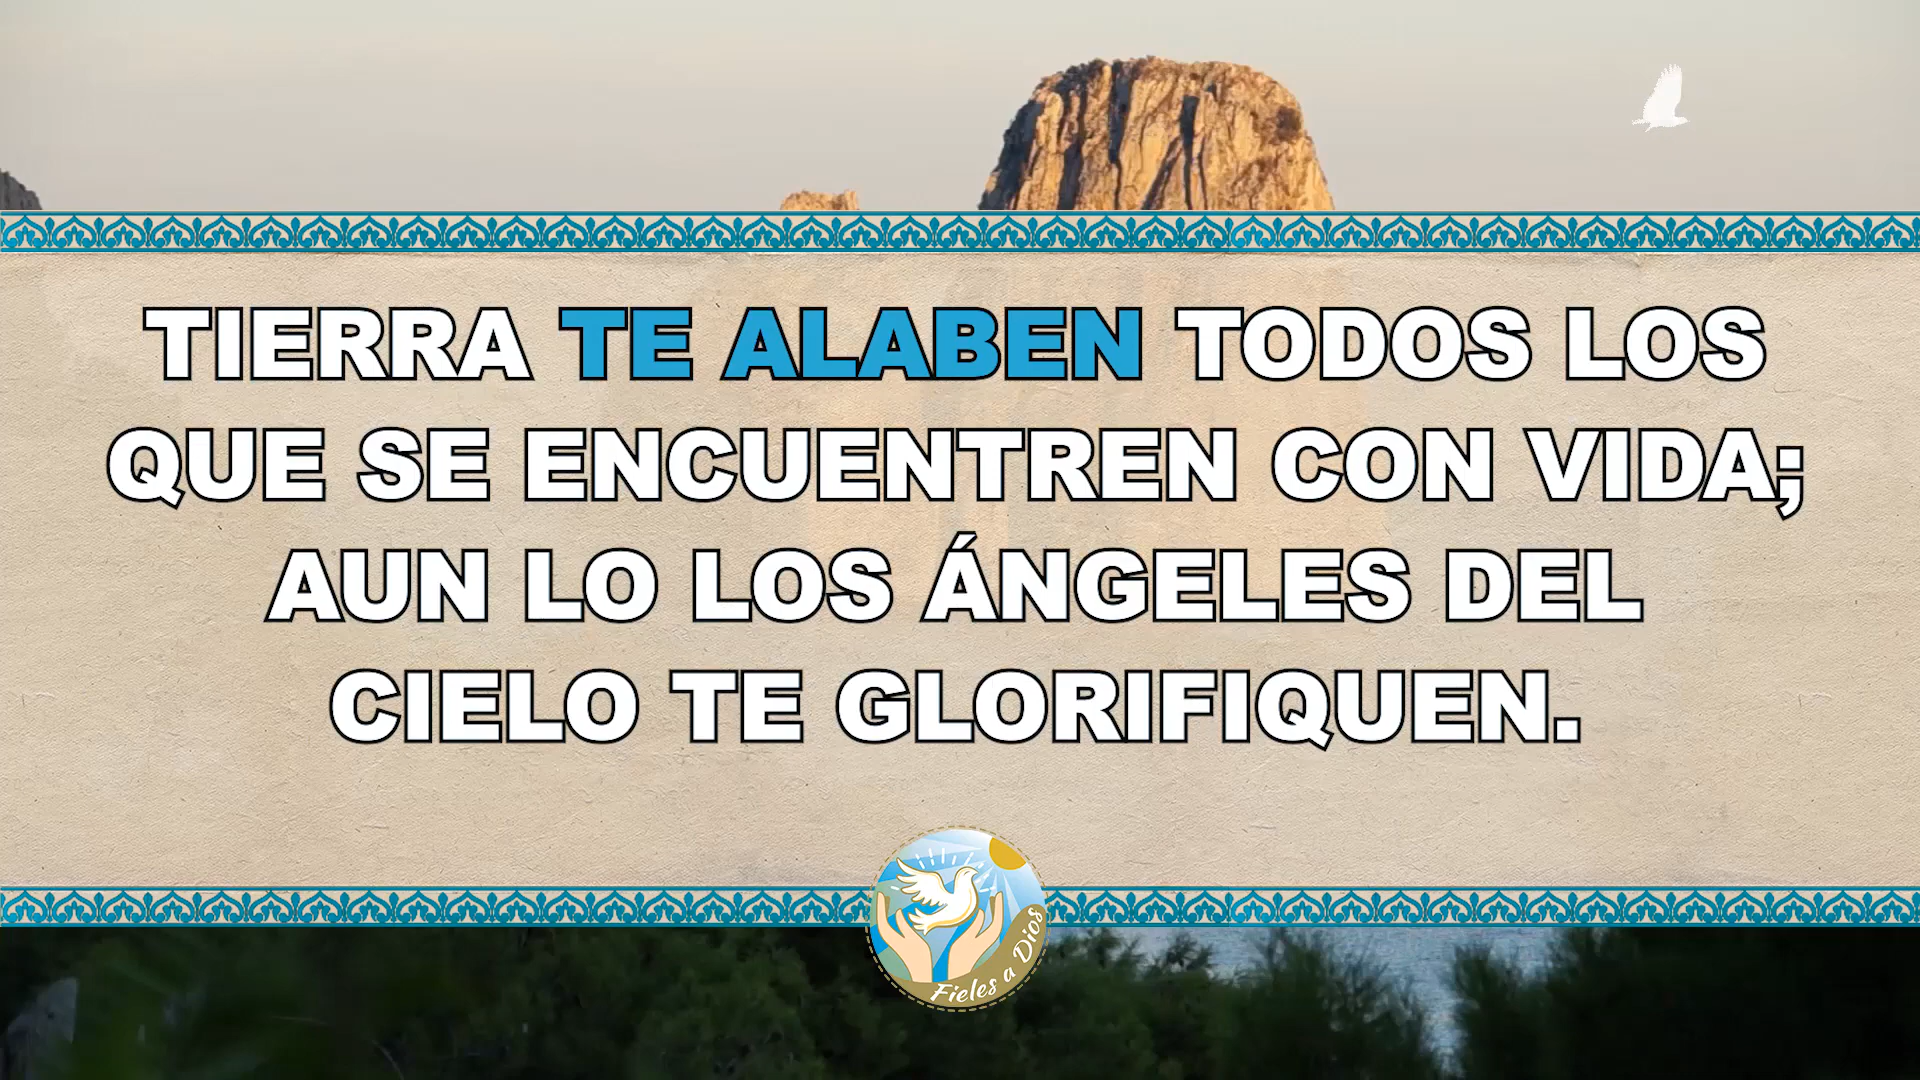 TIERRA TE ALABEN TODOS LOS
QUE SE ENCUENTREN CON VIDA;
AUN LO LOS ÁNGELES DEL
CIELO TE GLORIFIQUEN.
Fieles a Dios